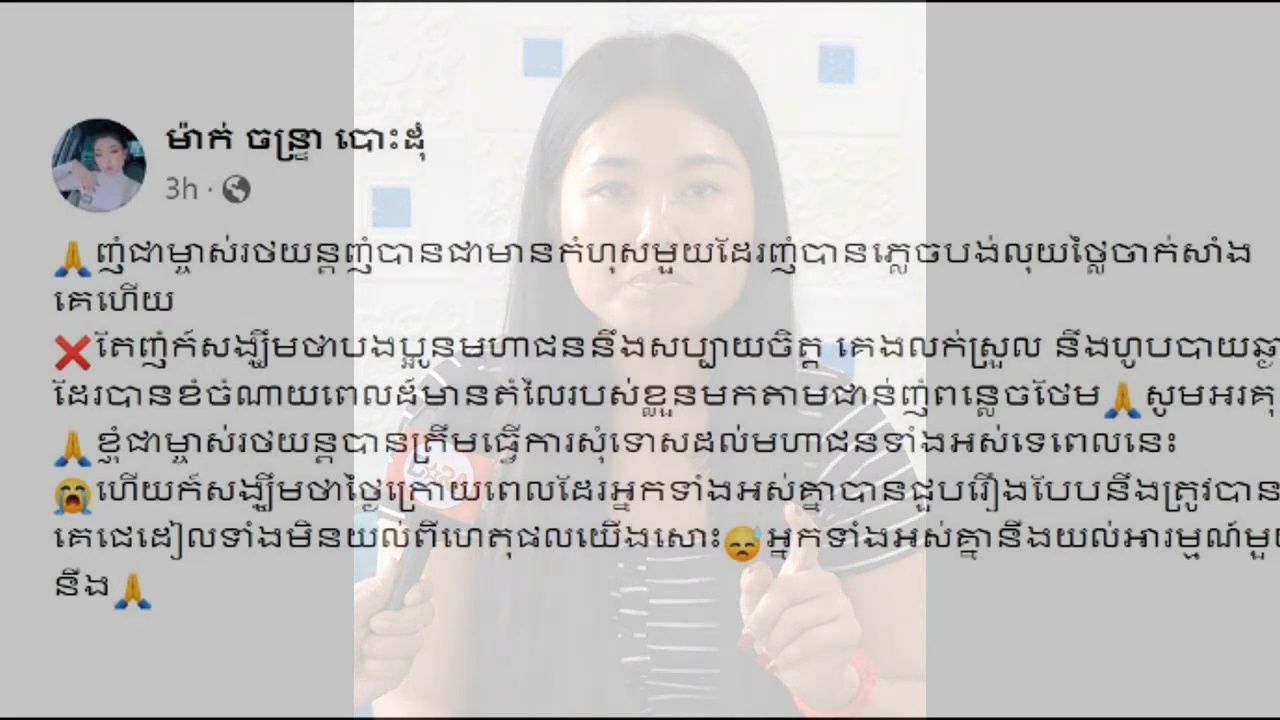 ម៉ាក់ ចន្ទ្រា បោះដុំ
3h ·
🙏ញ៉ំជាម្ចាស់រថយន្តញ៉ំបានជាមានកំហុសមួយដែរញ៉ំបានភ្លេចបង់លុយថ្លៃចាក់សាំង
គេហើយ
❌តែញ៉ំក៍សង្ឃឹមថាបងប្អូនមហាជននឹងសប្បាយចិត្ត គេងលក់ស្រួល នឹងហូបបាយឆ្ងា
ដែរបានខំចំណាយពេលដ៍មានតំលៃរបស់ខ្លួនមកតាមជាន់ញ៉ំពន្លេចថែម🙏សូមអរគុ
🙏ខ្ញុំជាម្ចាស់រថយន្តបានត្រឹមធ្វើការសុំទោសដល់មហាជនទាំងអស់ទេពេលនេះ
😭ហើយក៍សង្ឃឹមថាថ្ងៃក្រោយពេលដែរអ្នកទាំងអស់គ្នាបានជួបរឿងបែបនឹងត្រូវបាន
គេជេដៀលទាំងមិនយល់ពីហេតុផលយើងសោះ😓អ្នកទាំងអស់គ្នានឹងយល់អារម្មណ៍មួយ
នឹង🙏